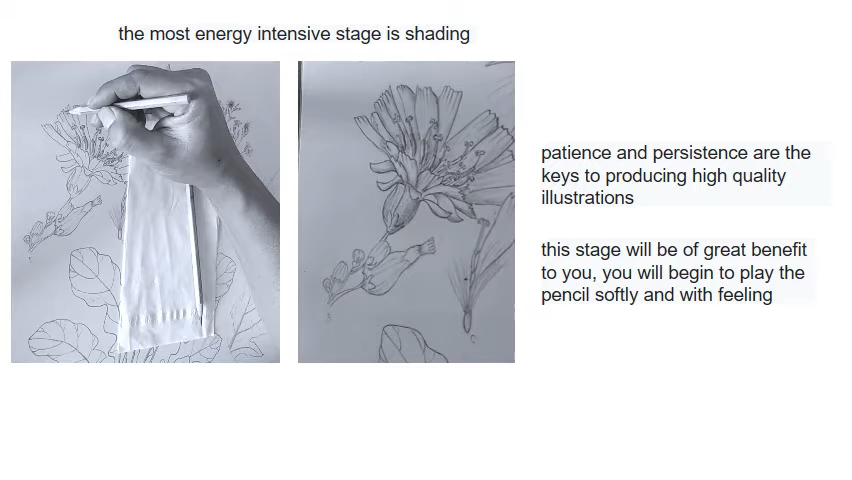 the most energy intensive stage is shading
patience and persistence are the
keys to producing high quality
illustrations
this stage will be of great benefit
to you, you will begin to play the
pencil softly and with feeling